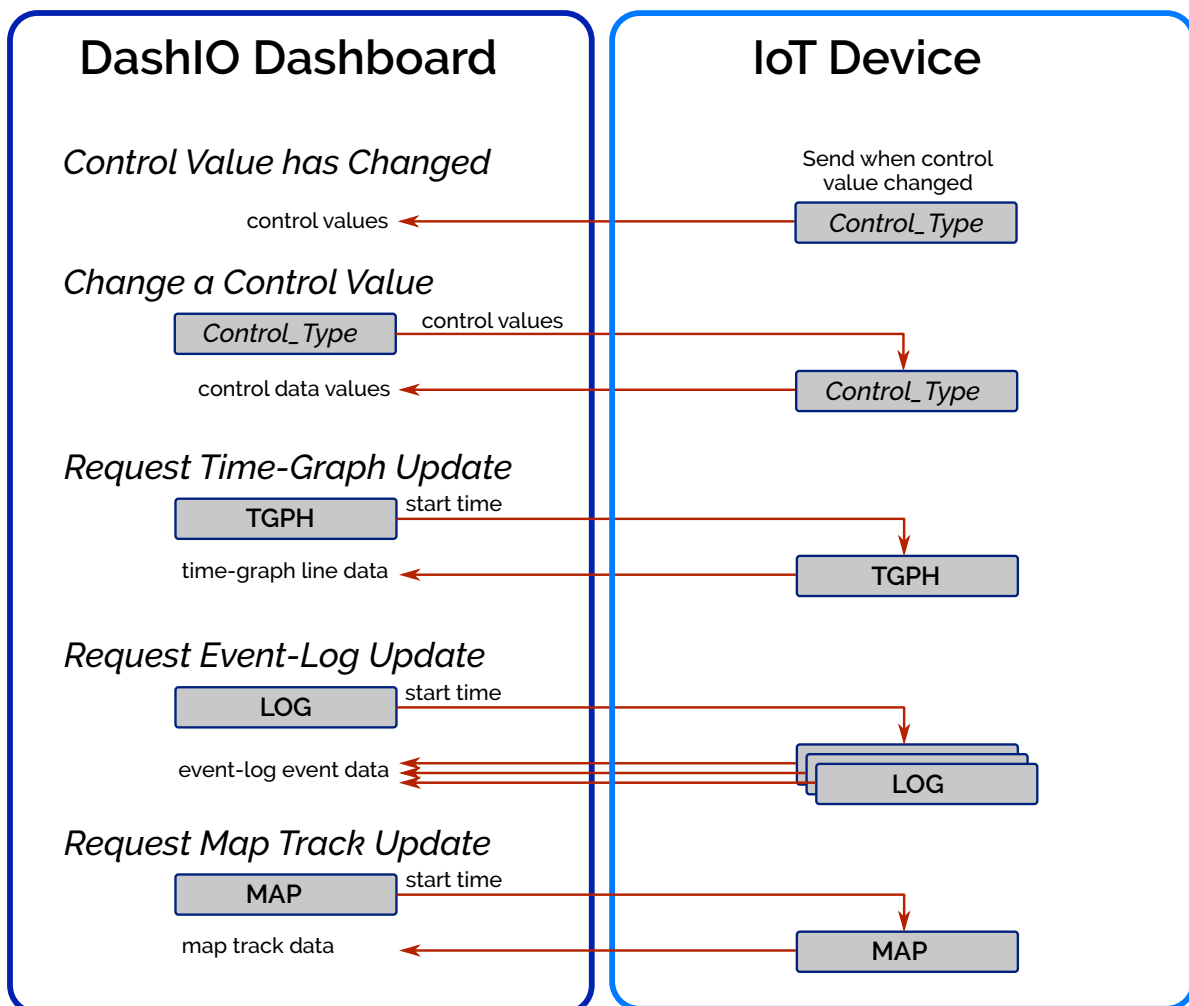 DashIO Dashboard
IoT Device
Control Value has Changed
Send when control
value changed
control values
Control_Type
Change a Control Value
Control_Type
control values
control data values
Control_Type
Request Time-Graph Update
TGPH
start time
time-graph line data
TGPH
Request Event-Log Update
LOG
start time
event-log event data
LOG
Request Map Track Update
MAP
start time
map track data
MAP